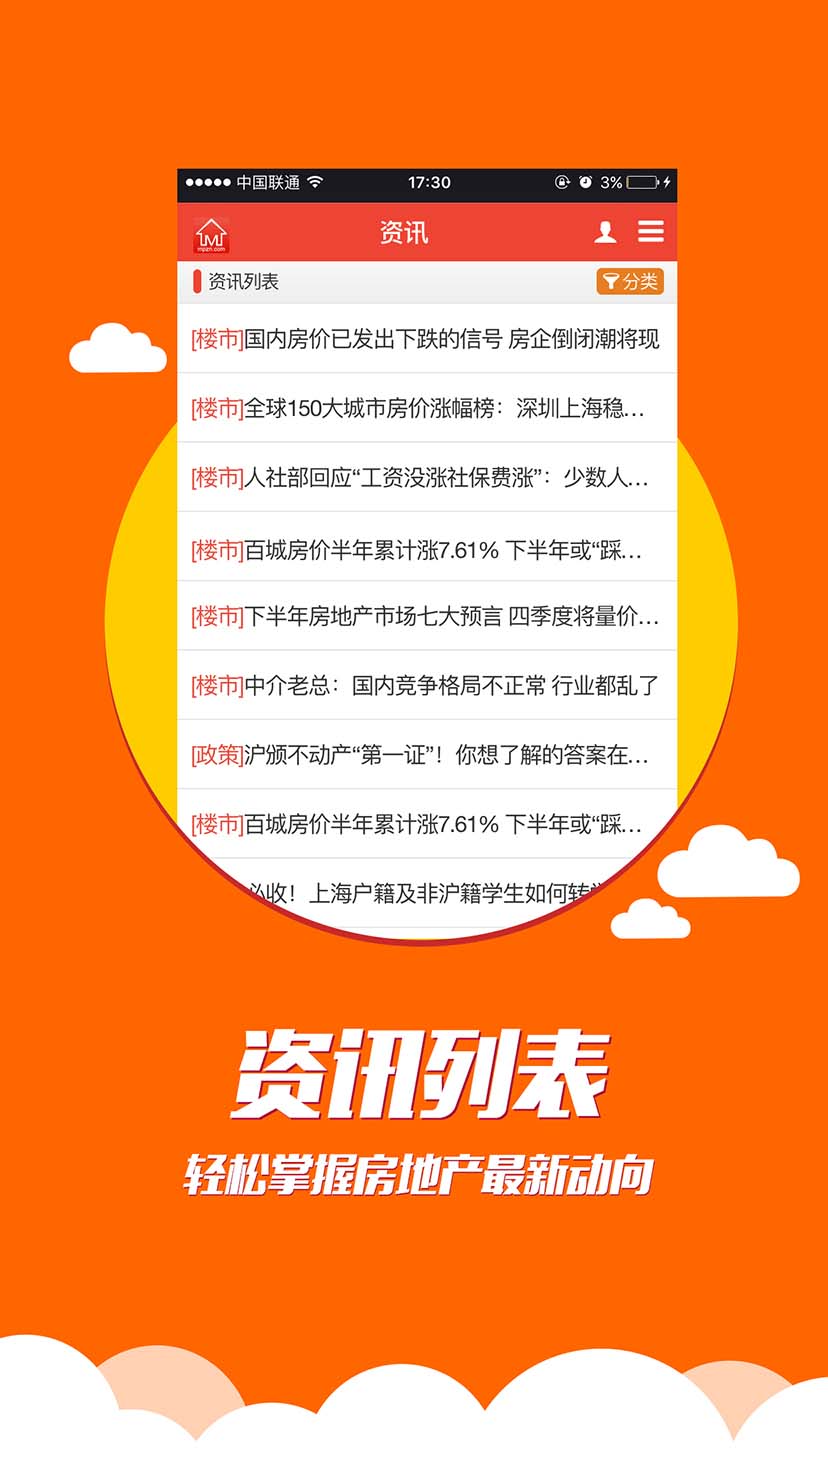 中国联通 17:30 3%
资讯
资讯列表 分类
[楼市]国内房价已发出下跌的信号 房企倒闭潮将现
[楼市]全球150大城市房价涨幅榜：深圳上海稳…
[楼市]人社部回应“工资没涨社保费涨”：少数人…
[楼市]百城房价半年累计涨7.61% 下半年或“踩…
[楼市]下半年房地产市场七大预言 四季度将量价…
[楼市]中介老总：国内竞争格局不正常 行业都乱了
[政策]沪颁不动产“第一证”！你想了解的答案在…
[楼市]百城房价半年累计涨7.61% 下半年或“踩…
必收！上海户籍及非沪籍学生如何转
资讯列表
轻松掌握房地产最新动向